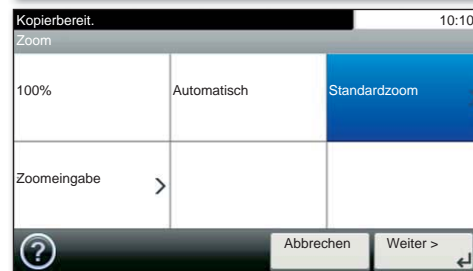 Kopierbereit. 10:10
Zoom
100% Automatisch Standardzoom
Zoomeingabe
? Abbrechen Weiter >